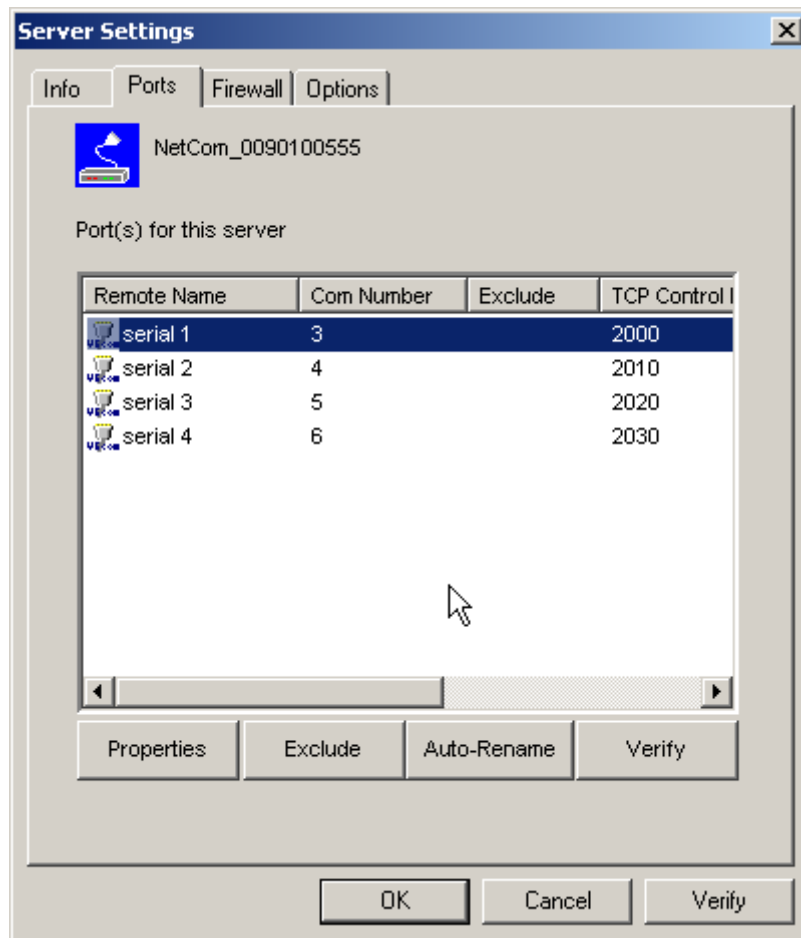 Server Settings
Info Ports Firewall Options
NetCom_0090100555
Port(s) for this server
Remote Name Com Number Exclude TCP Control
serial 1 3 2000
serial 2 4 2010
serial 3 5 2020
serial 4 6 2030
Properties Exclude Auto-Rename Verify
OK Cancel Verify